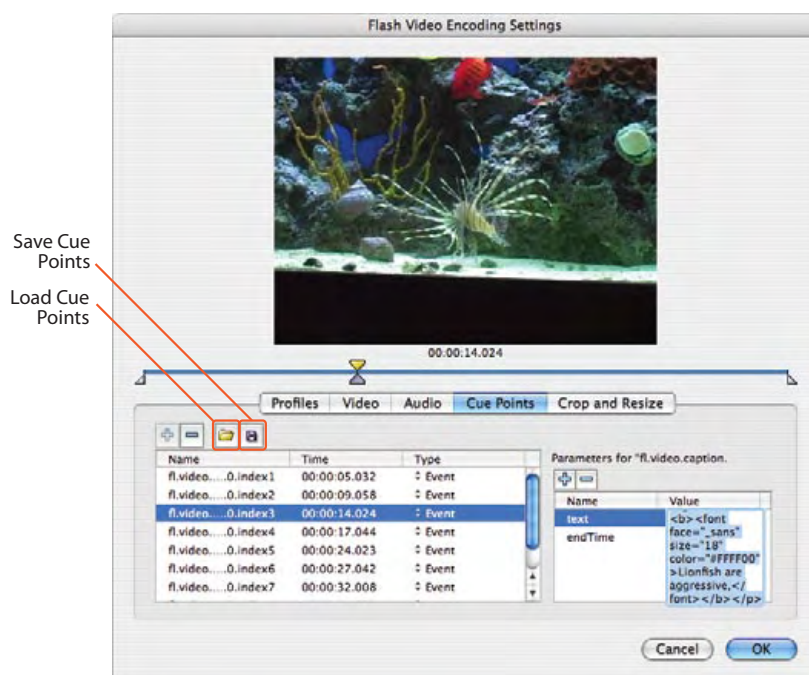 Flash Video Encoding Settings
Save Cue
Points
Load Cue
Points
00:00:14.024
Profiles Video Audio Cue Points Crop and Resize
Name Time Type
fl.video.....0.index1 00:00:05.032 Event
fl.video.....0.index2 00:00:09.058 Event
fl.video.....0.index3 00:00:14.024 Event
fl.video.....0.index4 00:00:17.044 Event
fl.video.....0.index5 00:00:24.023 Event
fl.video.....0.index6 00:00:27.042 Event
fl.video.....0.index7 00:00:32.008 Event
Parameters for "fl.video.caption.
Name Value
text <b><font
face="_sans"
size="18"
color="#FFFF00"
>Lionfish are
aggressive,</
font></b></p>
endTime
Cancel OK